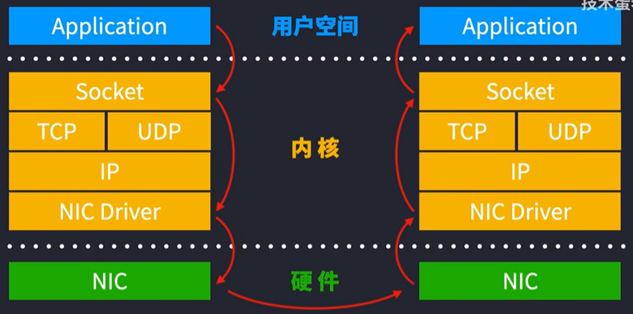 技术蛋
Application 用户空间 Application
Socket Socket
TCP UDP 内核 TCP UDP
IP IP
NIC Driver NIC Driver
NIC 硬件 NIC